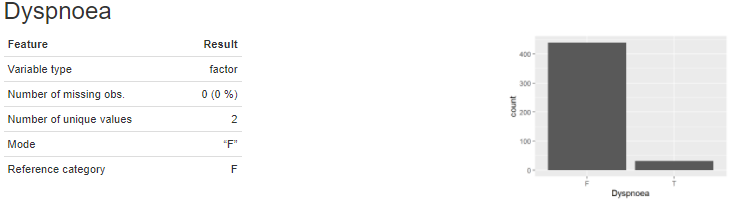 Dyspnoea
Feature Result
Variable type factor
Number of missing obs. 0 (0 %)
Number of unique values 2
Mode “F”
Reference category F
400
300
200
100
0
count
F T
Dyspnoea